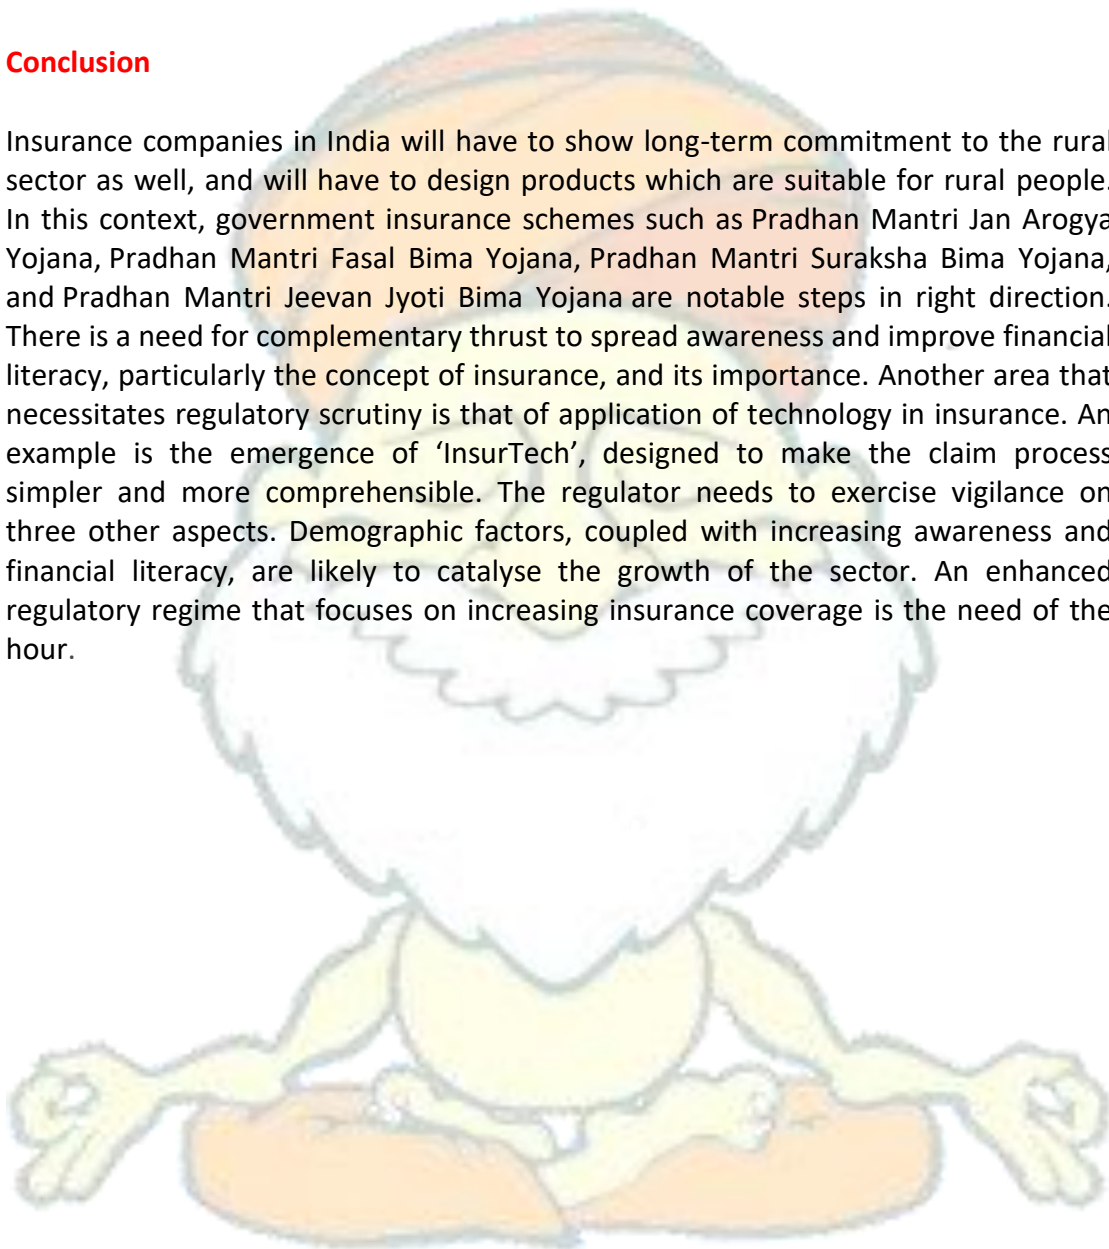 Conclusion
Insurance companies in India will have to show long-term commitment to the rural
sector as well, and will have to design products which are suitable for rural people.
In this context, government insurance schemes such as Pradhan Mantri Jan Arogya
Yojana, Pradhan Mantri Fasal Bima Yojana, Pradhan Mantri Suraksha Bima Yojana,
and Pradhan Mantri Jeevan Jyoti Bima Yojana are notable steps in right direction.
There is a need for complementary thrust to spread awareness and improve financial
literacy, particularly the concept of insurance, and its importance. Another area that
necessitates regulatory scrutiny is that of application of technology in insurance. An
example is the emergence of ‘InsurTech’, designed to make the claim process
simpler and more comprehensible. The regulator needs to exercise vigilance on
three other aspects. Demographic factors, coupled with increasing awareness and
financial literacy, are likely to catalyse the growth of the sector. An enhanced
regulatory regime that focuses on increasing insurance coverage is the need of the
hour.